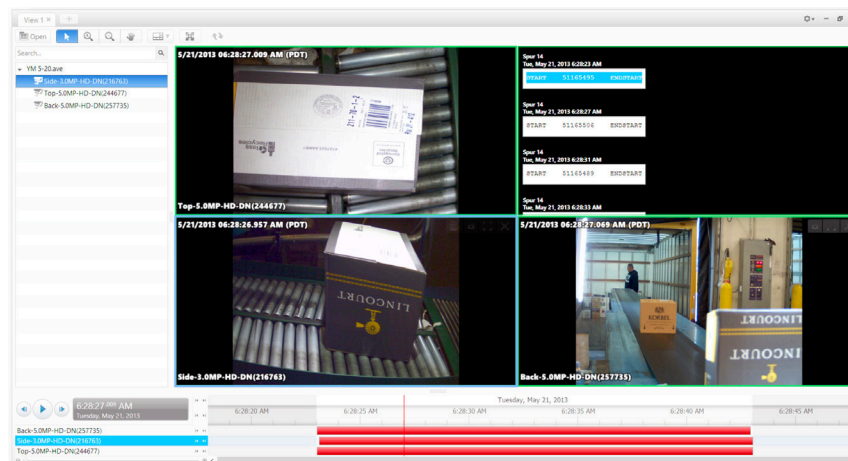 View 1
Open
Search...
YM 5-20.ave
Side-3.0MP-HD-DN(216763)
Top-5.0MP-HD-DN(244677)
Back-5.0MP-HD-DN(257735)
5/21/2013 06:28:27.009 AM (PDT)
211-70-1-2
Top-5.0MP-HD-DN(244677)
Spur 14
Tue, May 21, 2013 6:28:23
START 51165495 ENDSTART
Spur 14
Tue, May 21, 2013 6:28:27
START 51165506 ENDSTART
Spur 14
Tue, May 21, 2013 6:28:31
START 51165489 ENDSTART
Spur 14
Tue, May 21, 2013 6:28:33
5/21/2013 06:28:26.957 AM (PDT)
LINCOURT
Side-3.0MP-HD-DN(216763)
5/21/2013 06:28:27.069 AM (PDT)
KORBEL
LINCOURT
Back-5.0MP-HD-DN(257735)
6:28:27.009 AM
Tuesday, May 21, 2013
Tuesday, May 21, 2013
6:28:20 AM 6:28:25 AM 6:28:30 AM 6:28:35 AM 6:28:40 AM 6:28:45 AM
Back-5.0MP-HD-DN(257735)
Side-3.0MP-HD-DN(216763)
Top-5.0MP-HD-DN(244677)